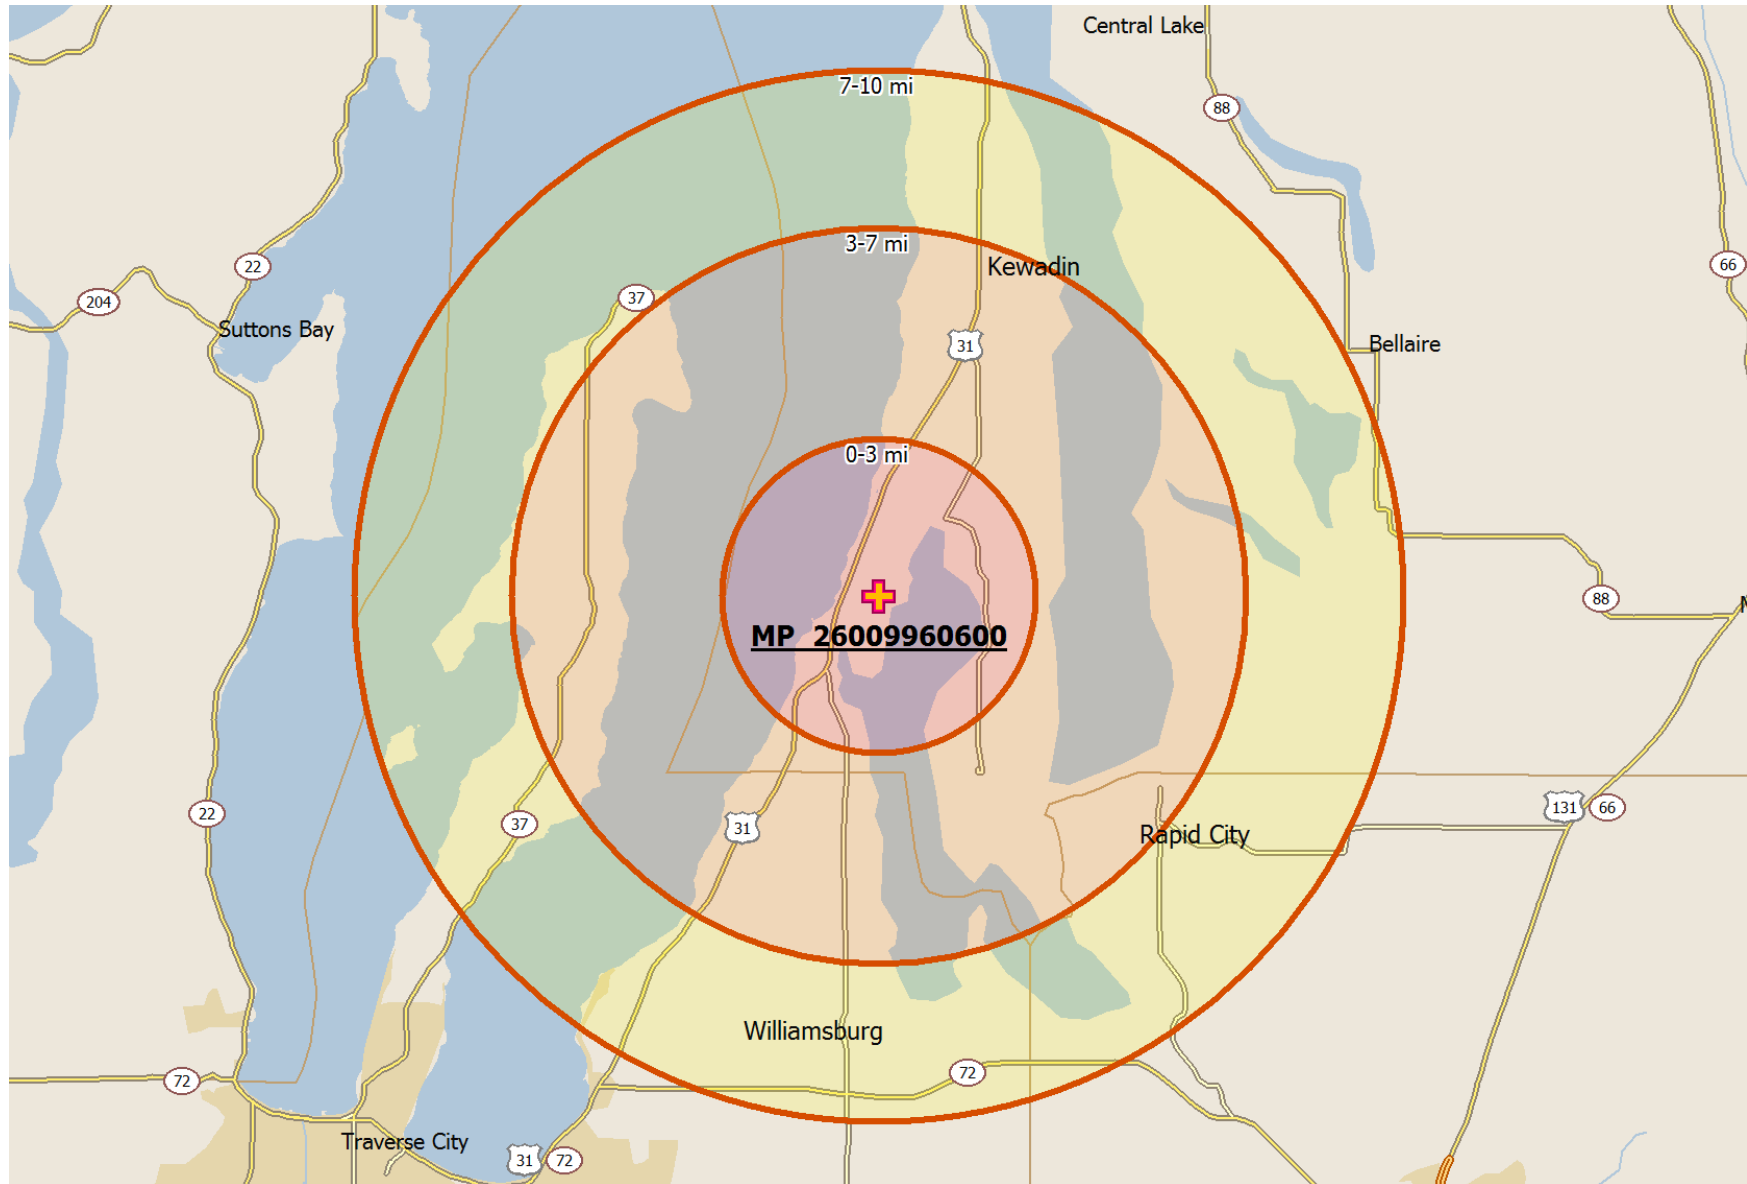 Central Lake
7-10 mi
88
3-7 mi
Kewadin
22
66
204
37
Suttons Bay
31
Bellaire
0-3 mi
88
MP 26009960600
22
37
31
131
66
Rapid City
Williamsburg
72
72
Traverse City
31
72